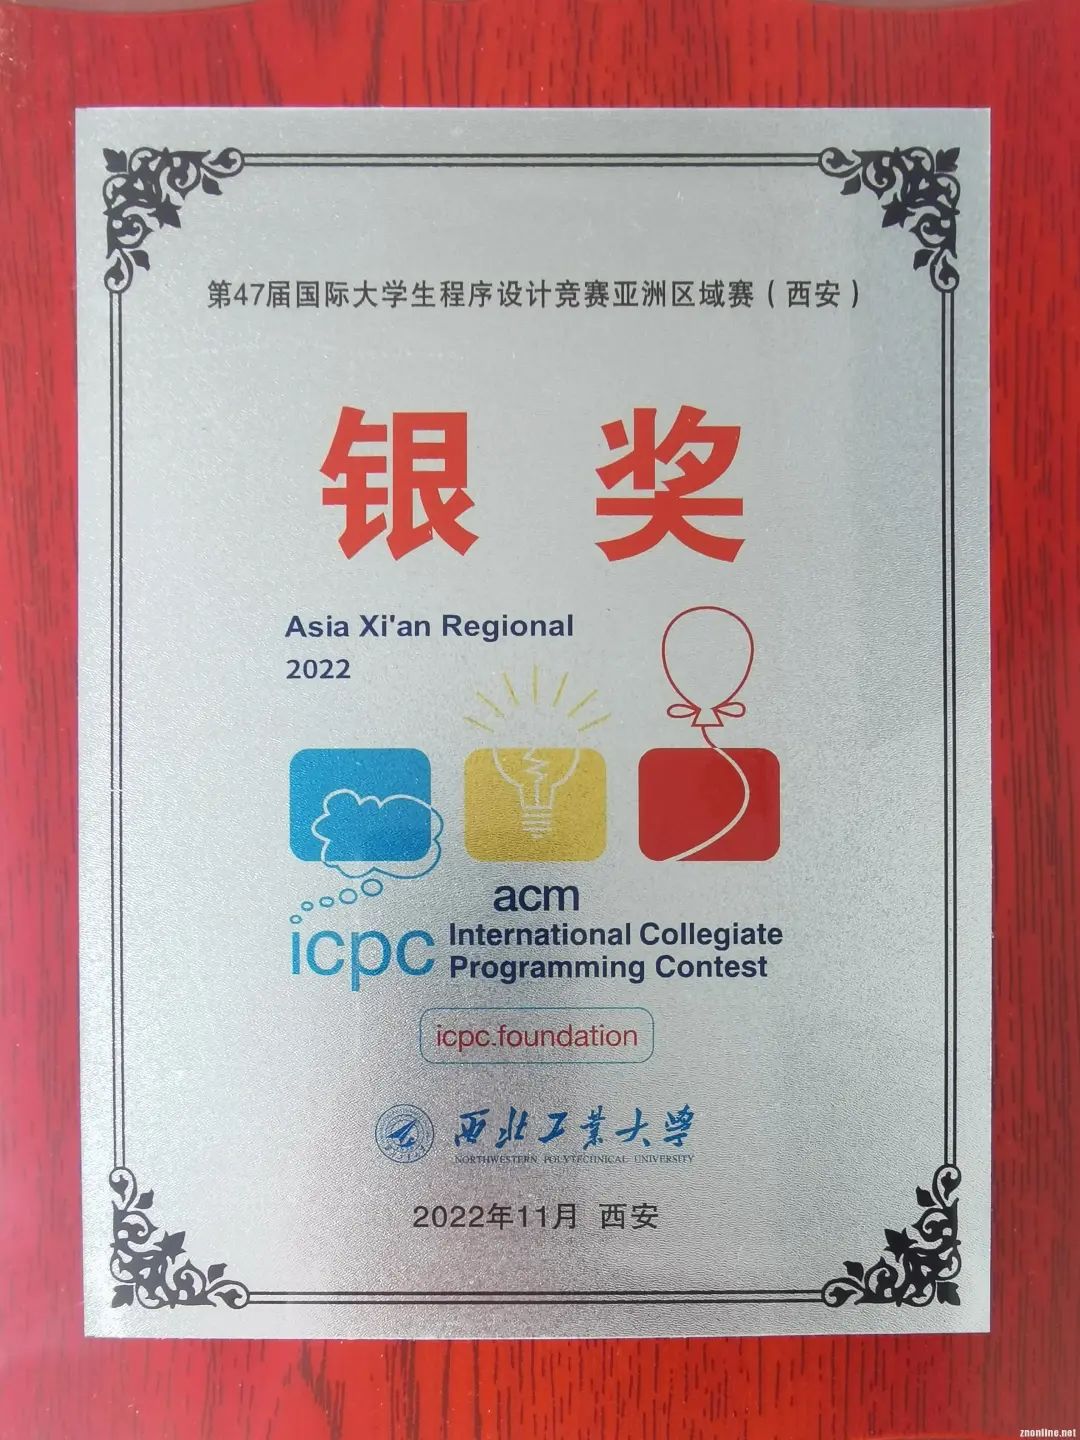 第47届国际大学生程序设计竞赛亚洲区域赛（西安）
银 奖
Asia Xi'an Regional
2022
acm
icpc International Collegiate
Programming Contest
icpc.foundation
西北工业大学
NORTHWESTERN POLYTECHNICAL UNIVERSITY
2022年11月 西安
znonline.net